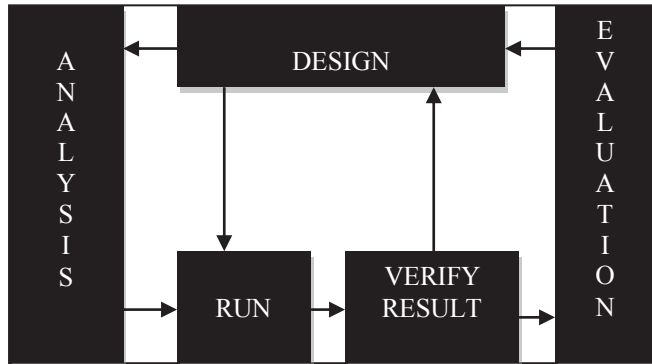 ANALYSIS
DESIGN
EVALUATION
RUN
VERIFY
RESULT